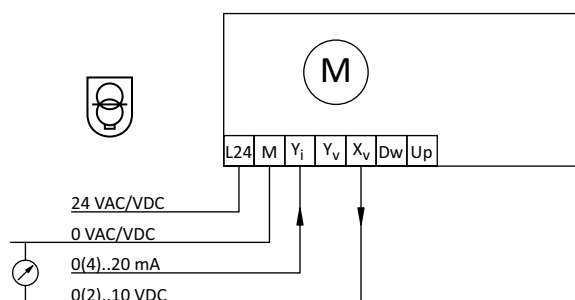 M
L24 M Yi Yv Xv Dw Up
24 VAC/VDC
0 VAC/VDC
0(4)..20 mA
0(2)..10 VDC